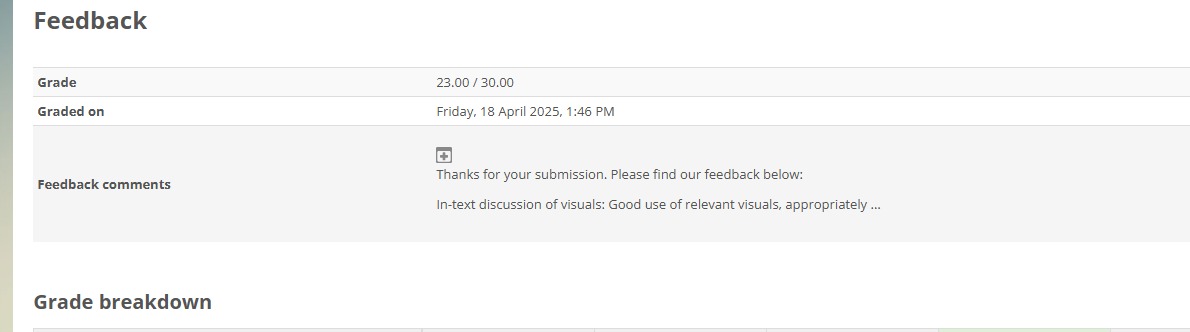 Feedback
Grade 23.00 / 30.00
Graded on Friday, 18 April 2025, 1:46 PM
Feedback comments
Thanks for your submission. Please find our feedback below:
In-text discussion of visuals: Good use of relevant visuals, appropriately ...
Grade breakdown